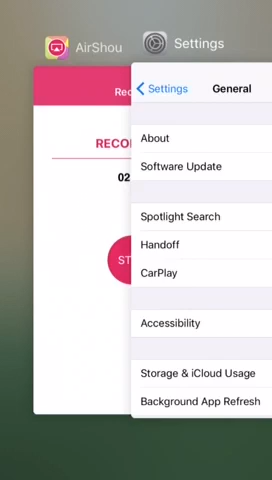 AirShou
Settings
Settings
General
About
Software Update
Spotlight Search
Handoff
CarPlay
Accessibility
Storage & iCloud Usage
Background App Refresh
Rec
RECO
02
ST